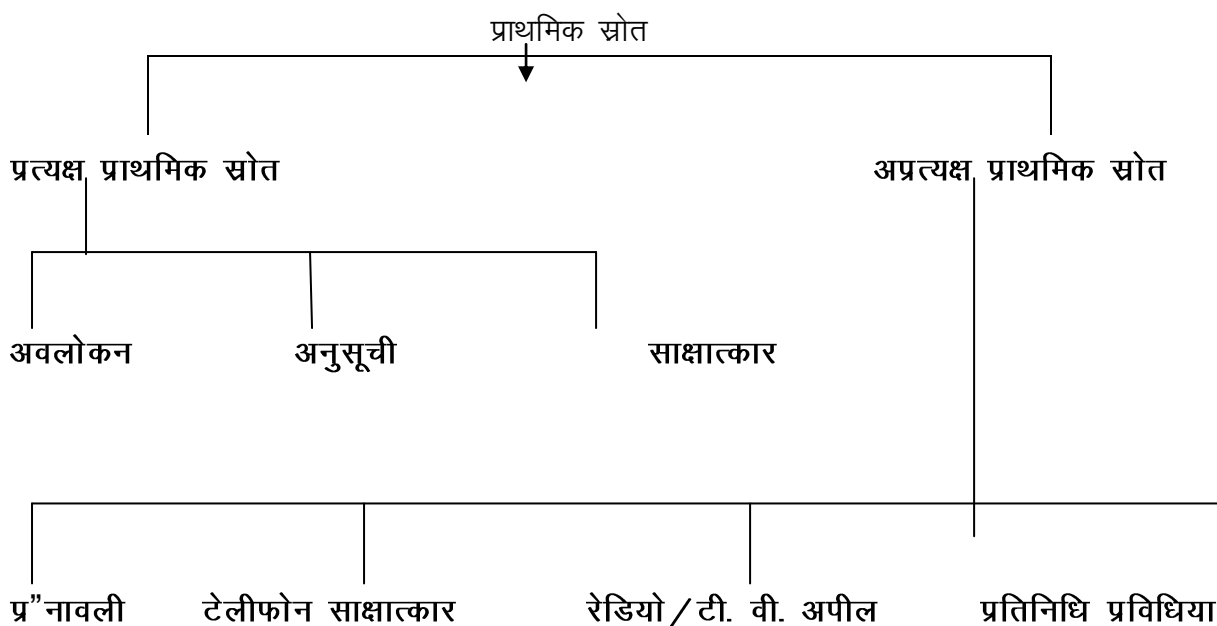 प्राथमिक स्रोत
प्रत्यक्ष प्राथमिक स्रोत अप्रत्यक्ष प्राथमिक स्रोत
अवलोकन अनुसूची साक्षात्कार
प्र”नावली टेलीफोन साक्षात्कार रेडियो/टी. वी. अपील प्रतिनिधि प्रविधिया